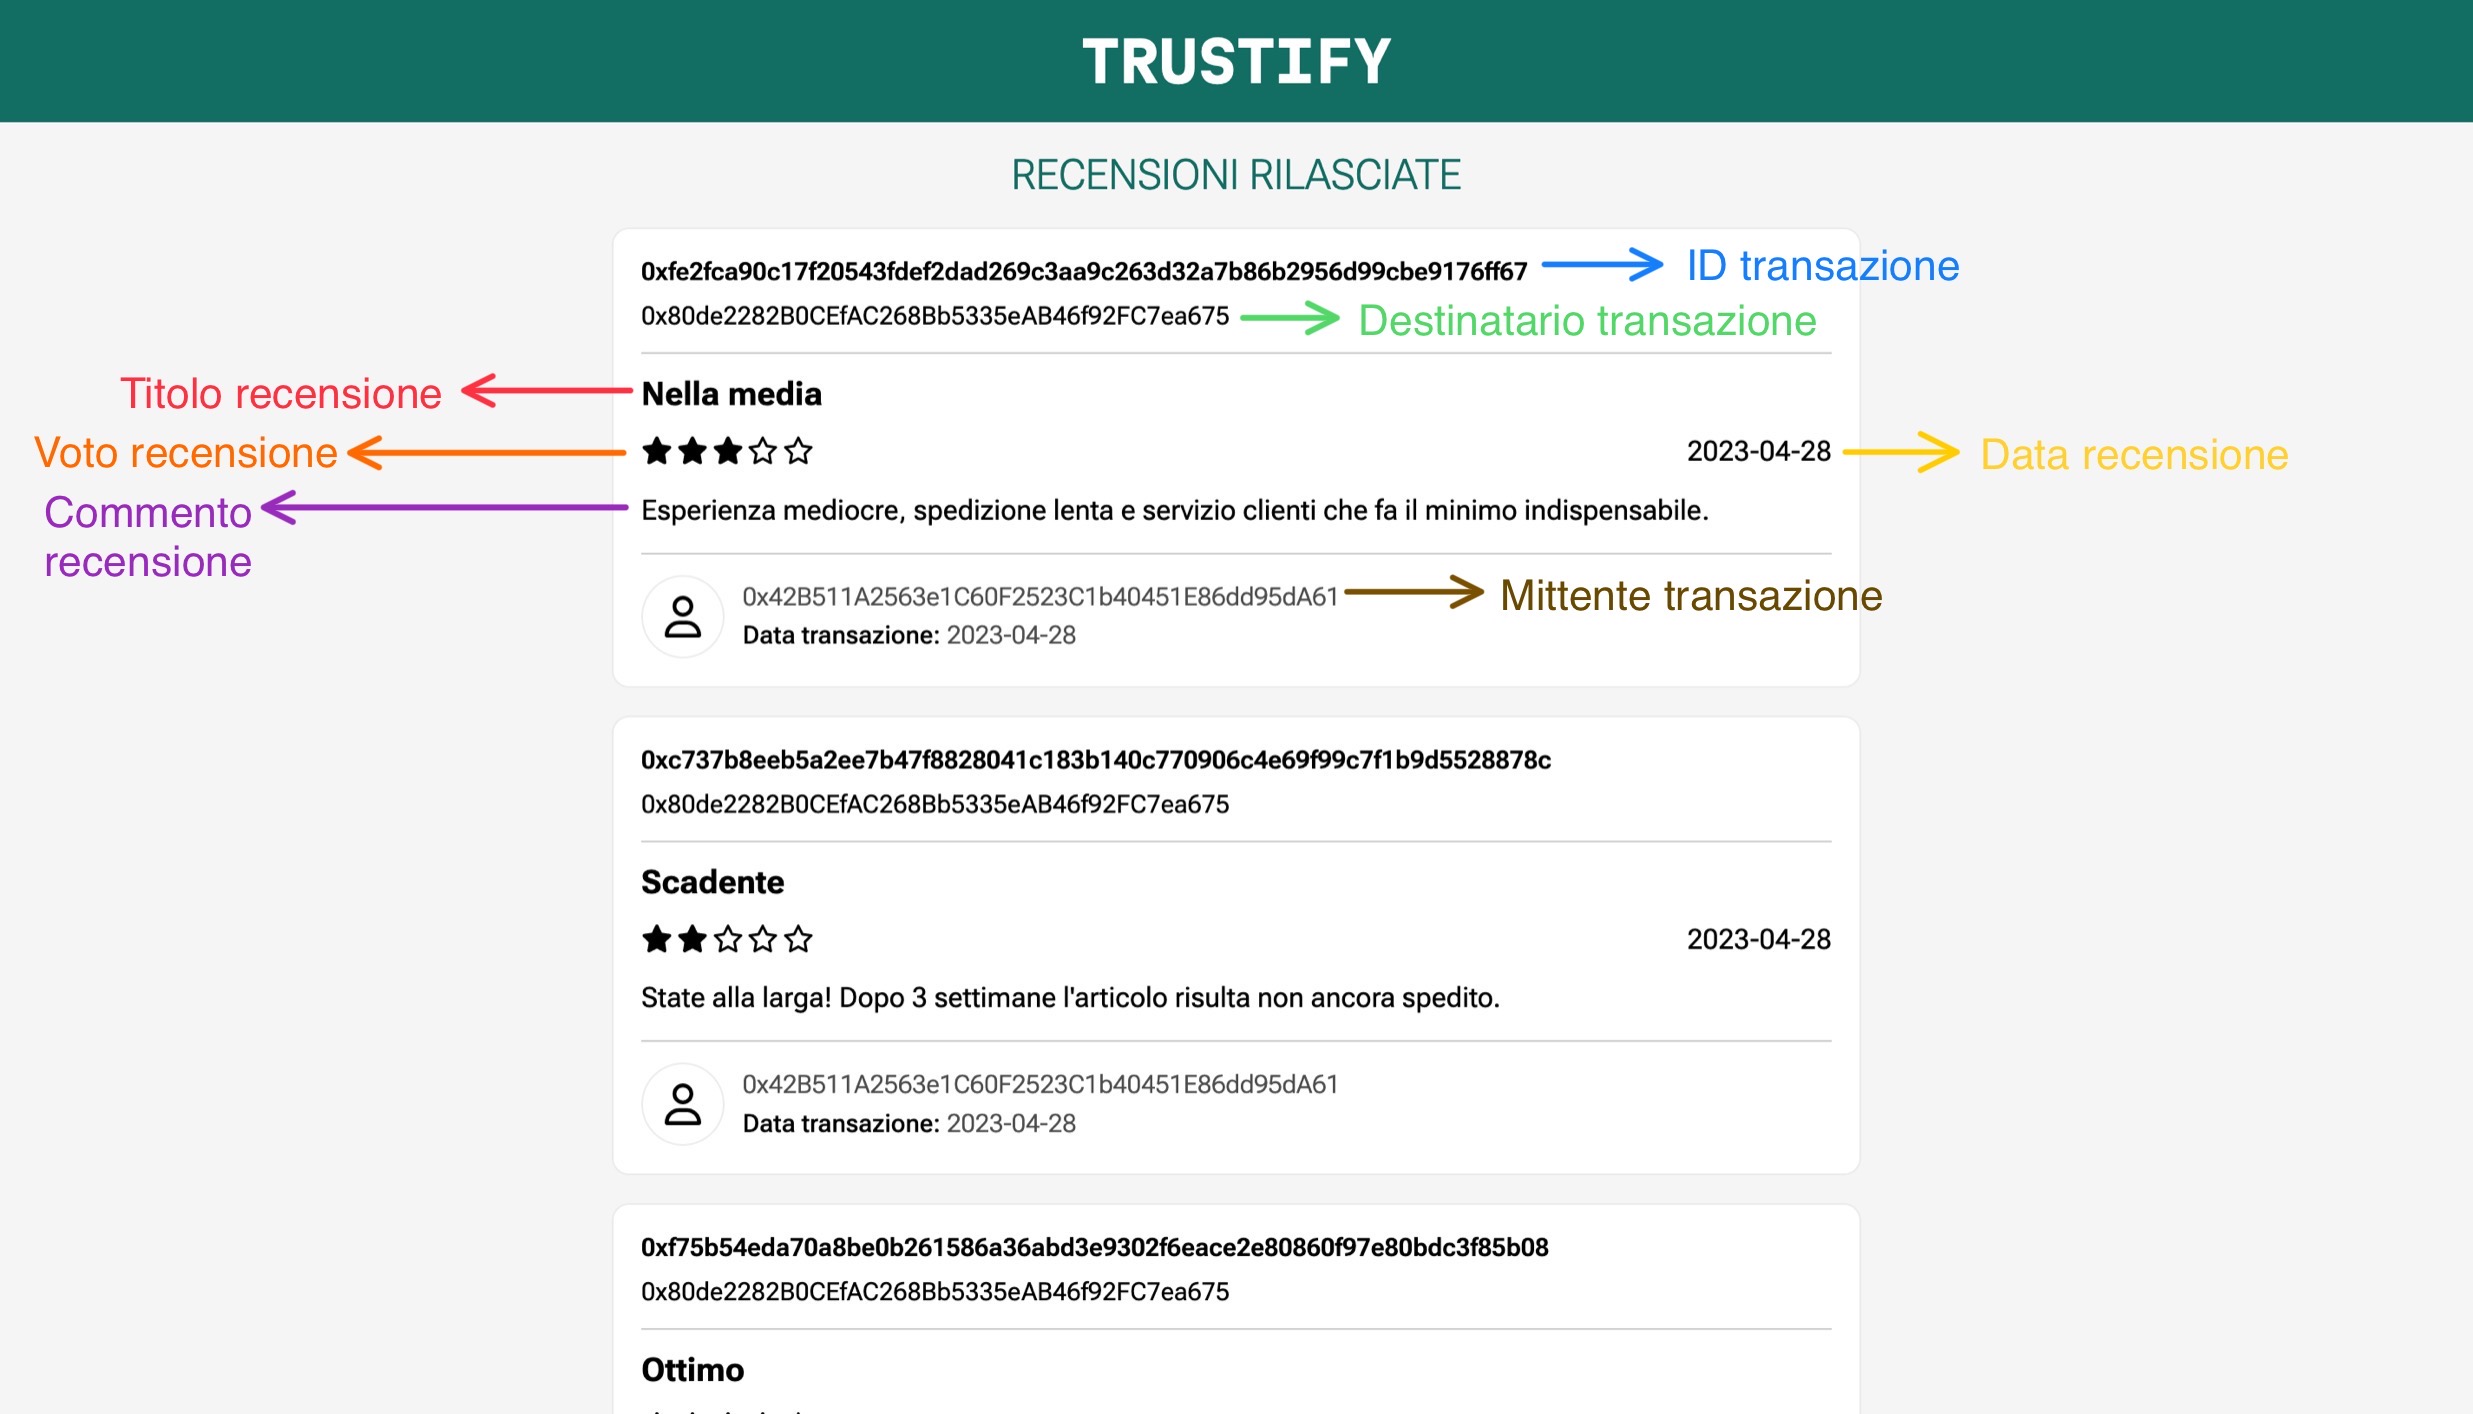 TRUSTIFY
RECENSIONI RILASCIATE
0xfe2fca90c17f20543fdef2dad269c3aa9c263d32a7b86b2956d99cbe9176ff67 ID transazione
0x80de2282B0CEfAC268Bb5335eAB46f92FC7ea675 Destinatario transazione
Titolo recensione Nella media
Voto recensione 2023-04-28 Data recensione
Commento recensione Esperienza mediocre, spedizione lenta e servizio clienti che fa il minimo indispensabile.
0x42B511A2563e1C60F2523C1b40451E86dd95dA61 Mittente transazione
Data transazione: 2023-04-28
0xc737b8eeb5a2ee7b47f8828041c183b140c770906c4e69f99c7f1b9d5528878c
0x80de2282B0CEfAC268Bb5335eAB46f92FC7ea675
Scadente
2023-04-28
State alla larga! Dopo 3 settimane l'articolo risulta non ancora spedito.
0x42B511A2563e1C60F2523C1b40451E86dd95dA61
Data transazione: 2023-04-28
0xf75b54eda70a8be0b261586a36abd3e9302f6eace2e80860f97e80bdc3f85b08
0x80de2282B0CEfAC268Bb5335eAB46f92FC7ea675
Ottimo